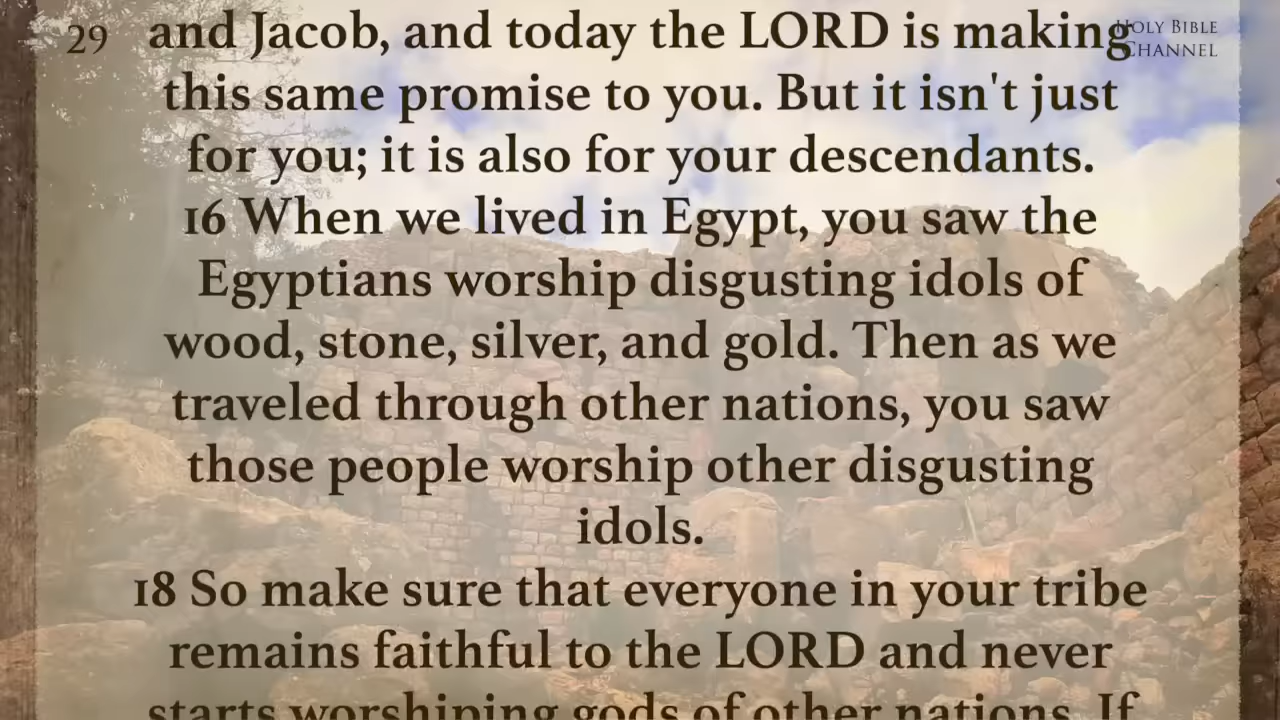 29
and Jacob, and today the LORD is making
HOLY BIBLE
CHANNEL
this same promise to you. But it isn't just
for you; it is also for your descendants.
16 When we lived in Egypt, you saw the
Egyptians worship disgusting idols of
wood, stone, silver, and gold. Then as we
traveled through other nations, you saw
those people worship other disgusting
idols.
18 So make sure that everyone in your tribe
remains faithful to the LORD and never
starts worshiping gods of other nations. If